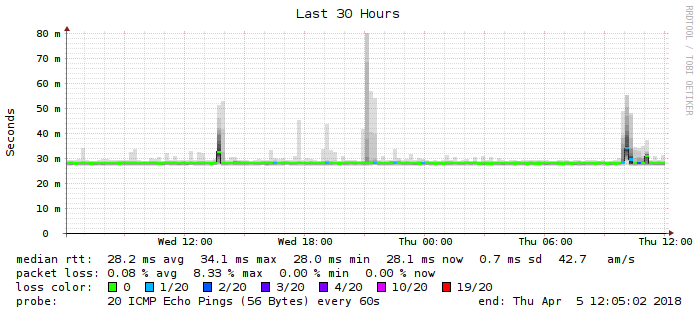 Last 30 Hours
RRDTOOL / TOBI OETIKER
Seconds
80 m
70 m
60 m
50 m
40 m
30 m
20 m
10 m
0
Wed 12:00 Wed 18:00 Thu 00:00 Thu 06:00 Thu 12:00
median rtt: 28.2 ms avg 34.1 ms max 28.0 ms min 28.1 ms now 0.7 ms sd 42.7 am/s
packet loss: 0.08 % avg 8.33 % max 0.00 % min 0.00 % now
loss color: 0 1/20 2/20 3/20 4/20 10/20 19/20
probe: 20 ICMP Echo Pings (56 Bytes) every 60s end: Thu Apr 5 12:05:02 2018